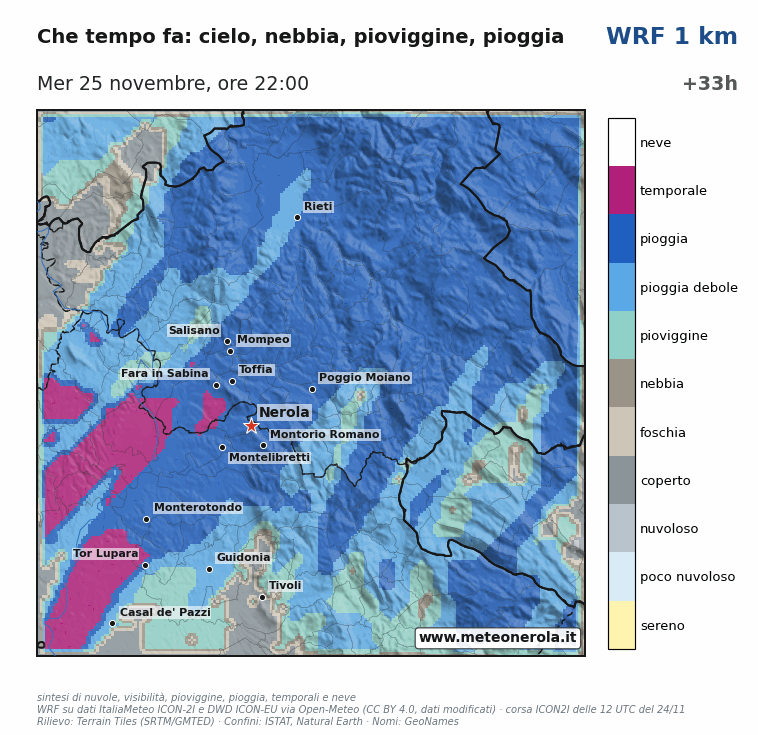 Che tempo fa: cielo, nebbia, pioviggine, pioggia
WRF 1 km
Mer 25 novembre, ore 22:00
+33h
neve
temporale
pioggia
pioggia debole
pioviggine
nebbia
foschia
coperto
nuvoloso
poco nuvoloso
sereno
Rieti
Salisano
Mompeo
Fara in Sabina
Toffia
Poggio Moiano
Nerola
Montorio Romano
Montelibretti
Monterotondo
Tor Lupara
Guidonia
Tivoli
Casal de' Pazzi
www.meteonerola.it
sintesi di nuvole, visibilità, pioviggine, pioggia, temporali e neve
WRF su dati ItaliaMeteo ICON-2I e DWD ICON-EU via Open-Meteo (CC BY 4.0, dati modificati) · corsa ICON2I delle 12 UTC del 24/11
Rilievo: Terrain Tiles (SRTM/GMTED) · Confini: ISTAT, Natural Earth · Nomi: GeoNames